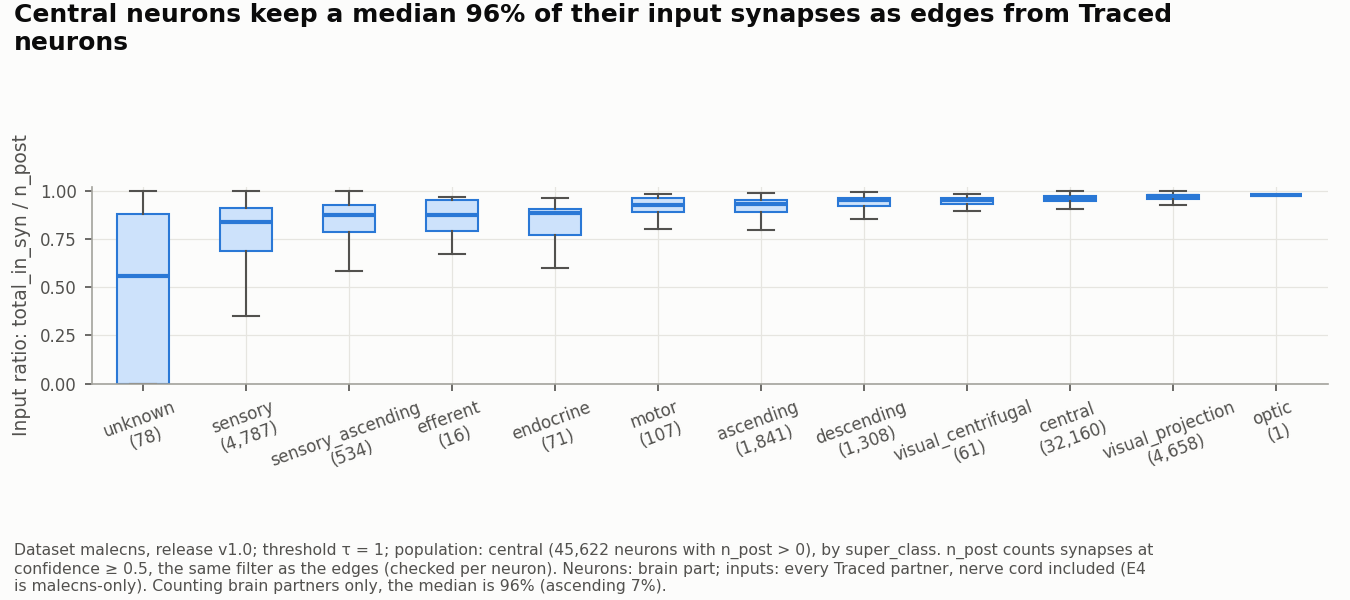 Central neurons keep a median 96% of their input synapses as edges from Traced
neurons
Input ratio: total_in_syn / n_post
1.00
0.75
0.50
0.25
0.00
unknown
(78)
sensory
(4,787)
sensory_ascending
(534)
efferent
(16)
endocrine
(71)
motor
(107)
ascending
(1,841)
descending
(1,308)
visual_centrifugal
(61)
central
(32,160)
visual_projection
(4,658)
optic
(1)
Dataset malecns, release v1.0; threshold τ = 1; population: central (45,622 neurons with n_post > 0), by super_class. n_post counts synapses at
confidence ≥ 0.5, the same filter as the edges (checked per neuron). Neurons: brain part; inputs: every Traced partner, nerve cord included (E4
is malecns-only). Counting brain partners only, the median is 96% (ascending 7%).